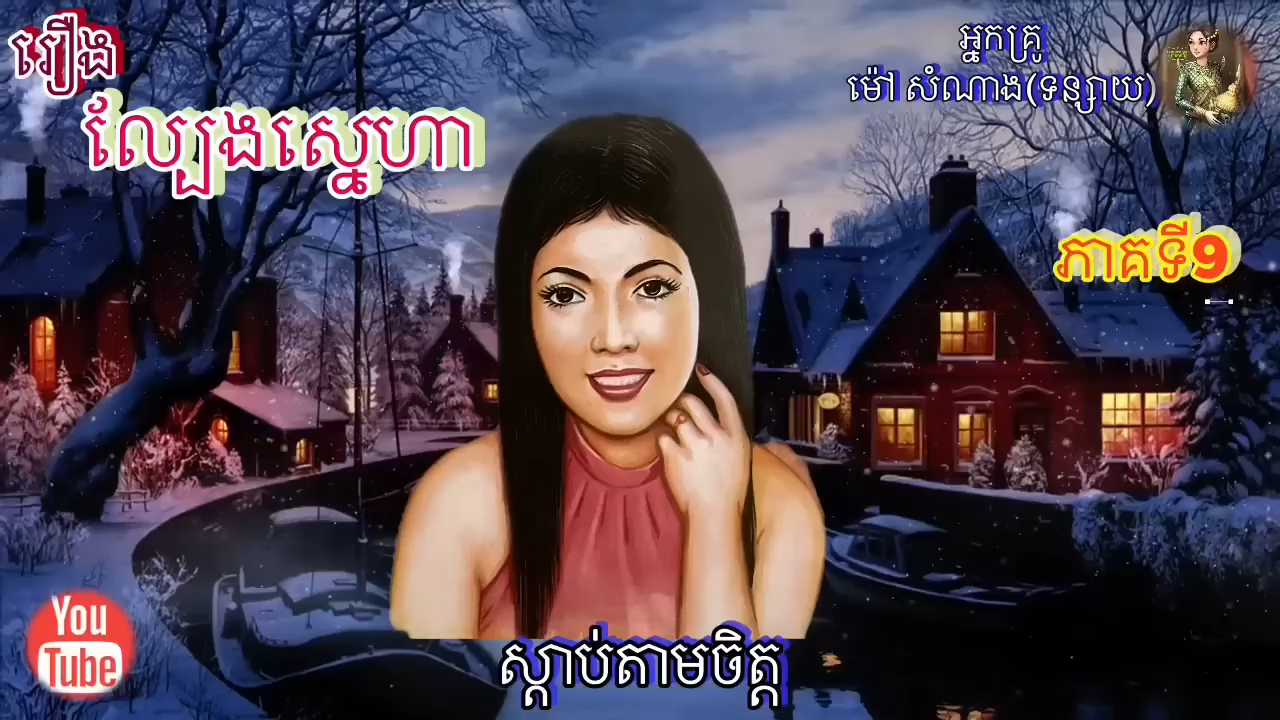 រឿង
ល្បែងស្នេហា
អ្នកគ្រូ
ម៉ៅ សំណាង(ទន្សាយ)
ភាគទី9
You
Tube
ស្ដាប់តាមចិត្ត